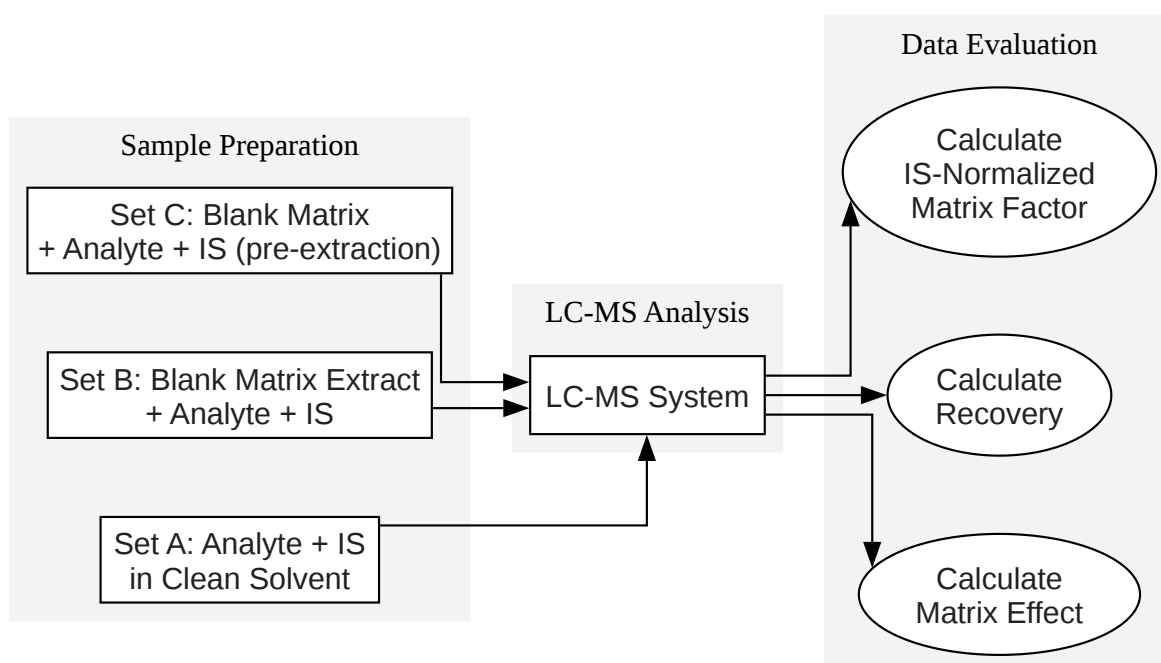 Sample Preparation
Set C: Blank Matrix
+ Analyte + IS (pre-extraction)
Set B: Blank Matrix Extract
+ Analyte + IS
Set A: Analyte + IS
in Clean Solvent
LC-MS Analysis
LC-MS System
Data Evaluation
Calculate
IS-Normalized
Matrix Factor
Calculate
Recovery
Calculate
Matrix Effect